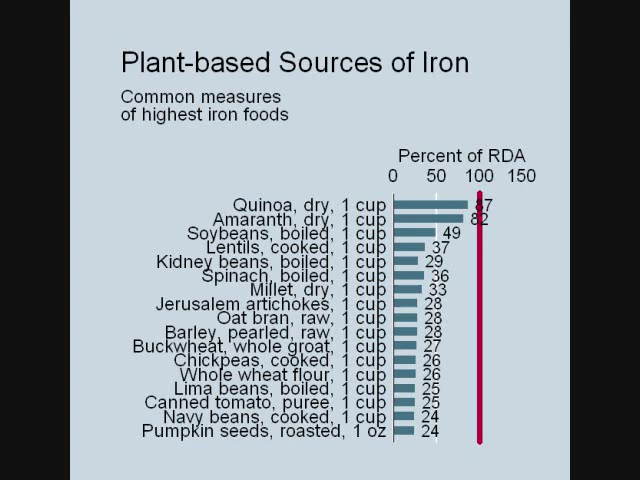 Plant-based Sources of Iron
Common measures
of highest iron foods
Percent of RDA
0 50 100 150
Quinoa, dry, 1 cup 87
Amaranth, dry, 1 cup 82
Soybeans, boiled, 1 cup 49
Lentils, cooked, 1 cup 37
Kidney beans, boiled, 1 cup 29
Spinach, boiled, 1 cup 36
Millet, dry, 1 cup 33
Jerusalem artichokes, 1 cup 28
Oat bran, raw, 1 cup 28
Barley, pearled, raw, 1 cup 28
Buckwheat, whole groat, 1 cup 27
Chickpeas, cooked, 1 cup 26
Whole wheat flour, 1 cup 26
Lima beans, boiled, 1 cup 25
Canned tomato, puree, 1 cup 25
Navy beans, cooked, 1 cup 24
Pumpkin seeds, roasted, 1 oz 24